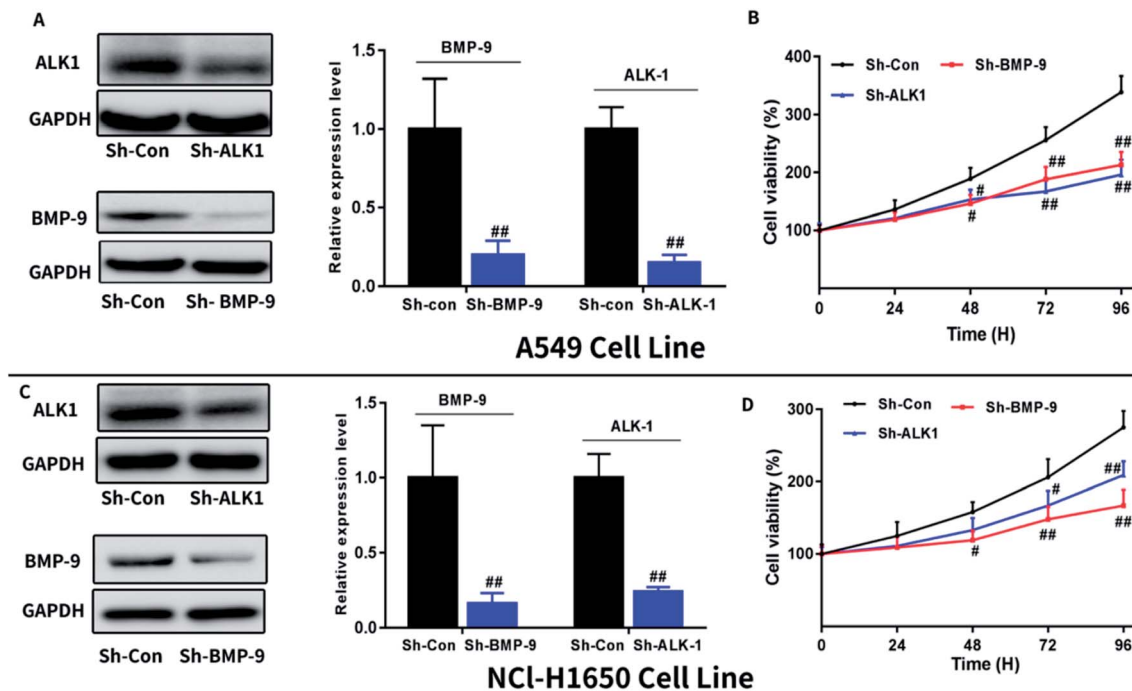 A
ALK1
GAPDH
Sh-Con Sh-ALK1
BMP-9
GAPDH
Sh-Con Sh- BMP-9
Relative expression level
1.5
1.0
0.5
0.0
BMP-9
ALK-1
##
##
Sh-con Sh-BMP-9 Sh-con Sh-ALK-1
B
Cell viability (%)
400
300
200
100
Sh-Con Sh-BMP-9
Sh-ALK1
#
#
##
##
##
##
0 24 48 72 96
Time (H)
A549 Cell Line
C
ALK1
GAPDH
Sh-Con Sh-ALK1
BMP-9
GAPDH
Sh-Con Sh-BMP-9
Relative expression level
1.5
1.0
0.5
0.0
BMP-9
ALK-1
##
##
Sh-Con Sh-BMP-9 Sh-Con Sh-ALK-1
D
Cell viability (%)
300
200
100
Sh-Con Sh-BMP-9
Sh-ALK1
#
#
##
##
##
0 24 48 72 96
Time (H)
NCl-H1650 Cell Line